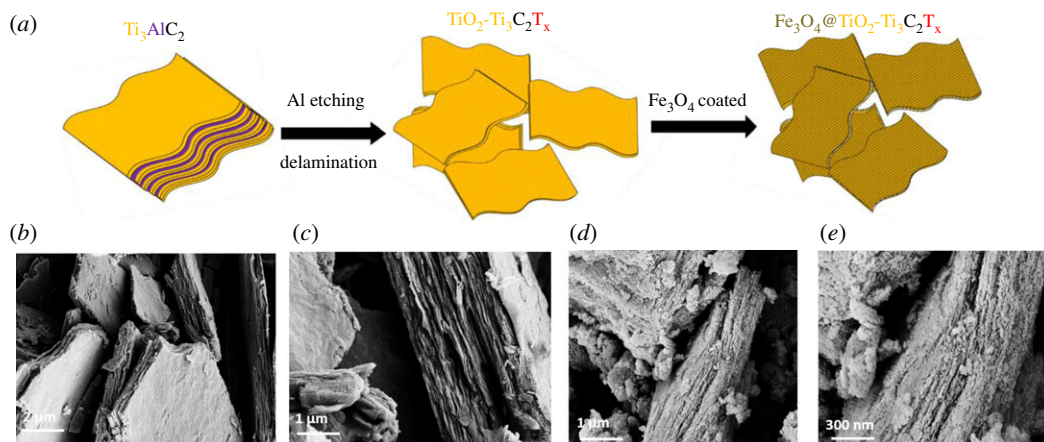 (a)
Ti₃AlC₂
Al etching
delamination
TiO₂-Ti₃C₂Tₓ
Fe₃O₄ coated
Fe₃O₄@TiO₂-Ti₃C₂Tₓ
(b)
2 μm
(c)
1 μm
(d)
1 μm
(e)
300 nm